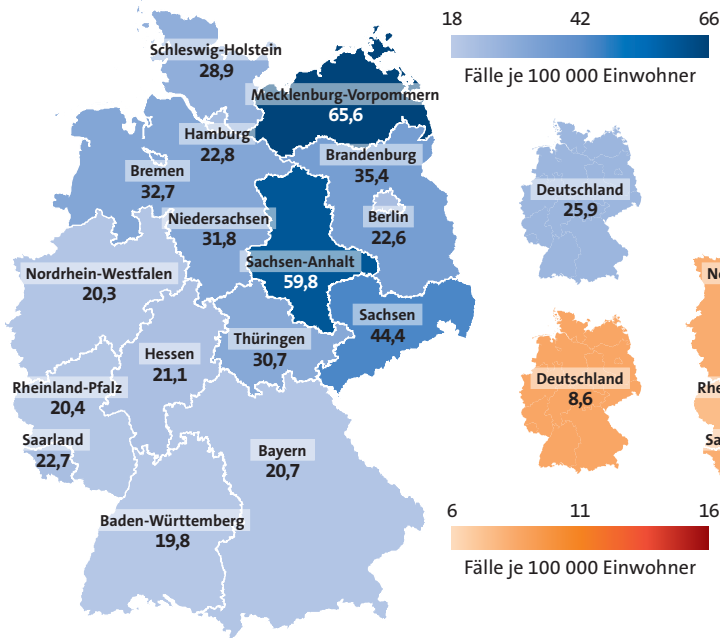 18 42 66
Fälle je 100 000 Einwohner
Schleswig-Holstein
28,9
Mecklenburg-Vorpommern
65,6
Hamburg
22,8
Bremen
32,7
Brandenburg
35,4
Niedersachsen
31,8
Berlin
22,6
Sachsen-Anhalt
59,8
Nordrhein-Westfalen
20,3
Sachsen
44,4
Thüringen
30,7
Hessen
21,1
Rheinland-Pfalz
20,4
Saarland
22,7
Bayern
20,7
Baden-Württemberg
19,8
Deutschland
25,9
Deutschland
8,6
6 11 16
Fälle je 100 000 Einwohner